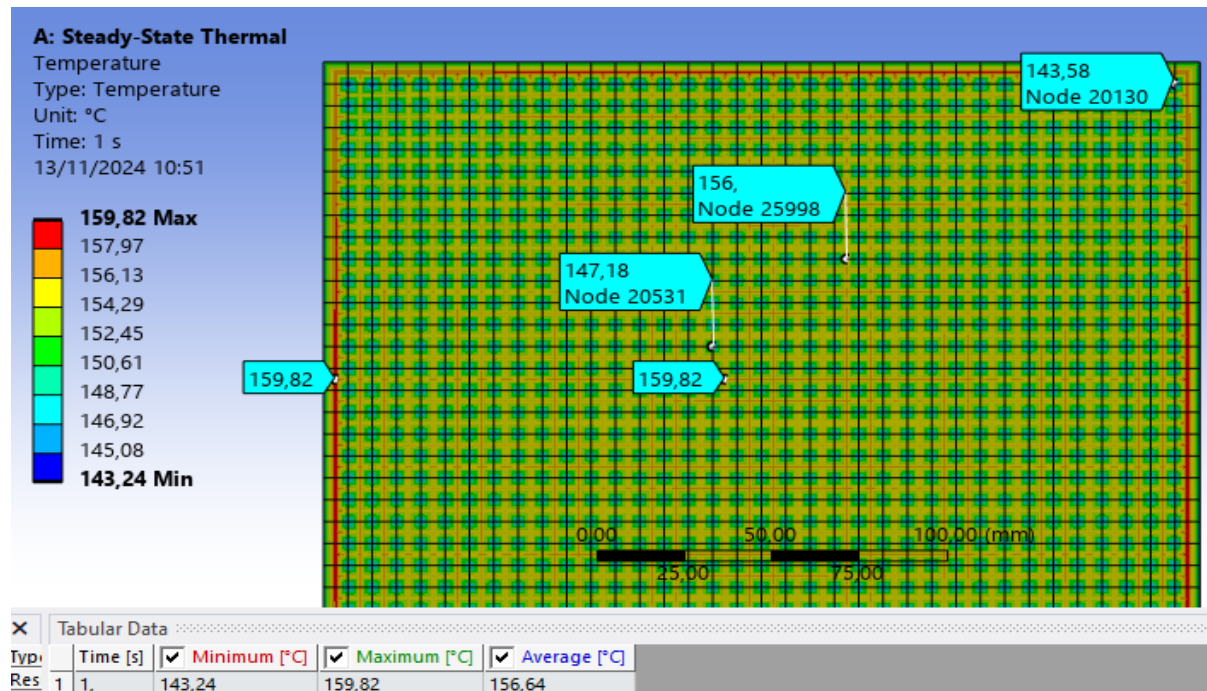 A: Steady-State Thermal
Temperature
Type: Temperature
Unit: °C
Time: 1 s
13/11/2024 10:51
159,82 Max
157,97
156,13
154,29
152,45
150,61
148,77
146,92
145,08
143,24 Min
143,58
Node 20130
156,
Node 25998
147,18
Node 20531
159,82
159,82
0,00 50,00 100,00 (mm)
25,00 75,00
Tabular Data
Time [s] Minimum [°C] Maximum [°C] Average [°C]
Res 1 1, 143,24 159,82 156,64